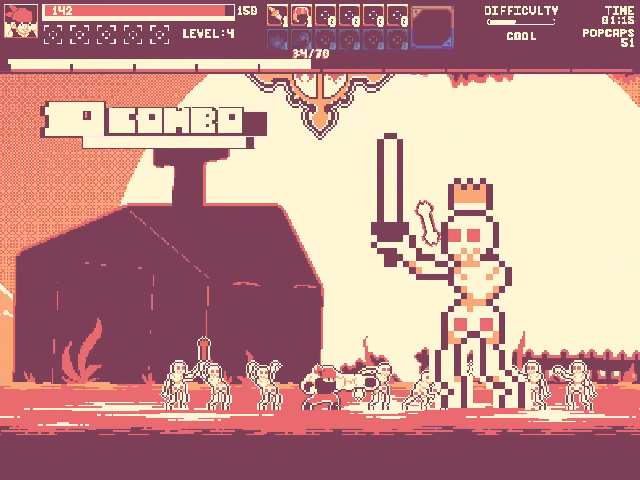 142
150
LEVEL:4
34/70
DIFFICULTY
COOL
TIME
01:15
POPCAPS
51
COMBO